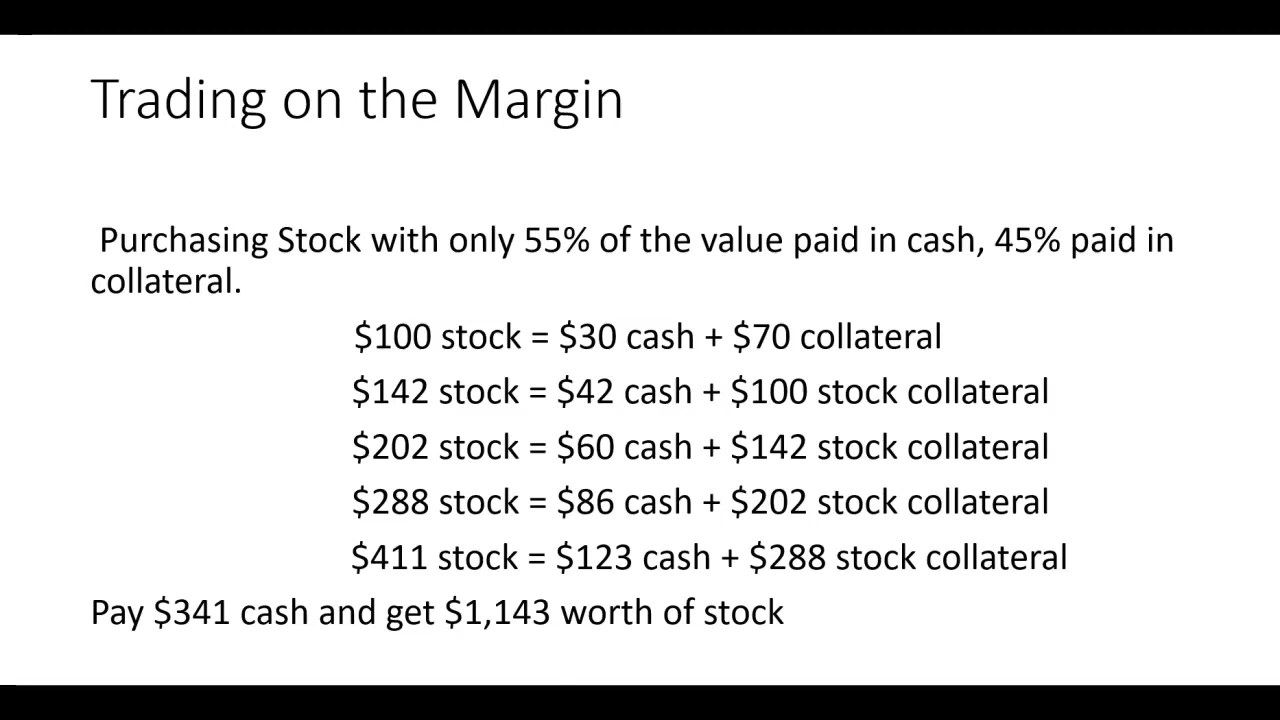 Trading on the Margin
Purchasing Stock with only 55% of the value paid in cash, 45% paid in
collateral.
$100 stock = $30 cash + $70 collateral
$142 stock = $42 cash + $100 stock collateral
$202 stock = $60 cash + $142 stock collateral
$288 stock = $86 cash + $202 stock collateral
$411 stock = $123 cash + $288 stock collateral
Pay $341 cash and get $1,143 worth of stock